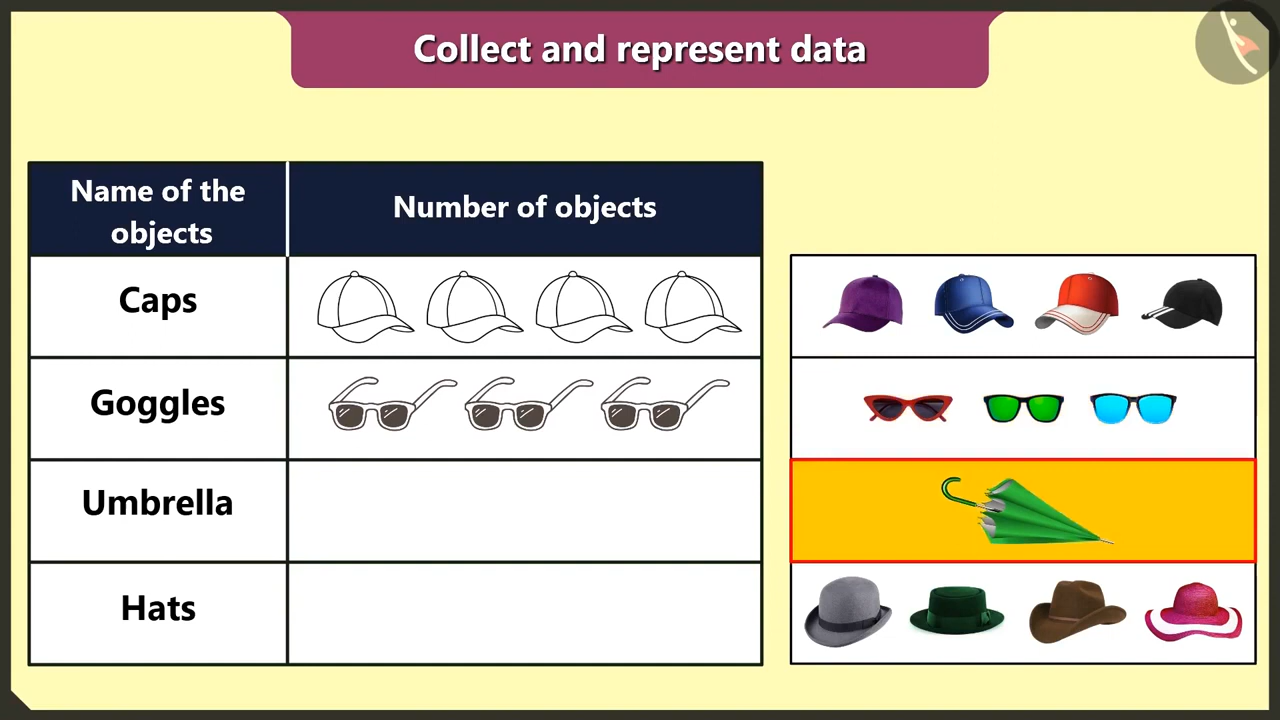 Collect and represent data
Name of the
objects
Number of objects
Caps
Goggles
Umbrella
Hats